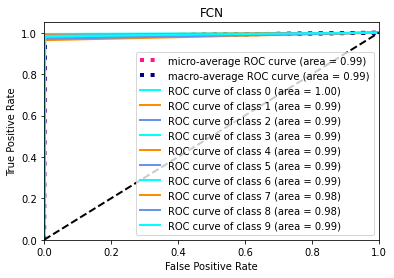 FCN
True Positive Rate
1.0
0.8
0.6
0.4
0.2
0.0
micro-average ROC curve (area = 0.99)
macro-average ROC curve (area = 0.99)
ROC curve of class 0 (area = 1.00)
ROC curve of class 1 (area = 0.99)
ROC curve of class 2 (area = 0.99)
ROC curve of class 3 (area = 0.99)
ROC curve of class 4 (area = 0.99)
ROC curve of class 5 (area = 0.99)
ROC curve of class 6 (area = 0.99)
ROC curve of class 7 (area = 0.98)
ROC curve of class 8 (area = 0.98)
ROC curve of class 9 (area = 0.99)
0.0 0.2 0.4 0.6 0.8 1.0
False Positive Rate